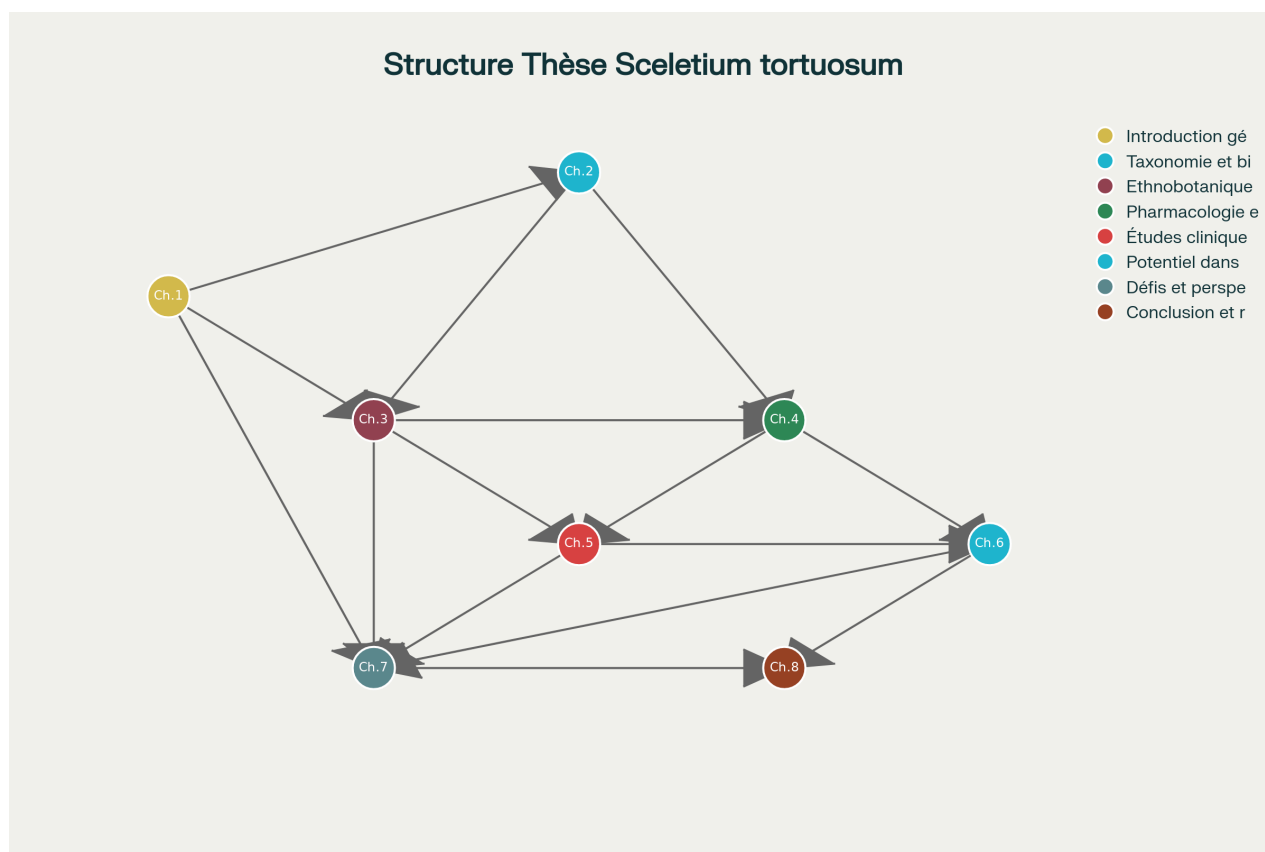 Structure Thèse Sceletium tortuosum
Ch.2
Ch.1
Ch.3
Ch.4
Ch.5
Ch.6
Ch.7
Ch.8
Introduction gé
Taxonomie et bi
Ethnobotanique
Pharmacologie e
Études clinique
Potentiel dans
Défis et perspe
Conclusion et r